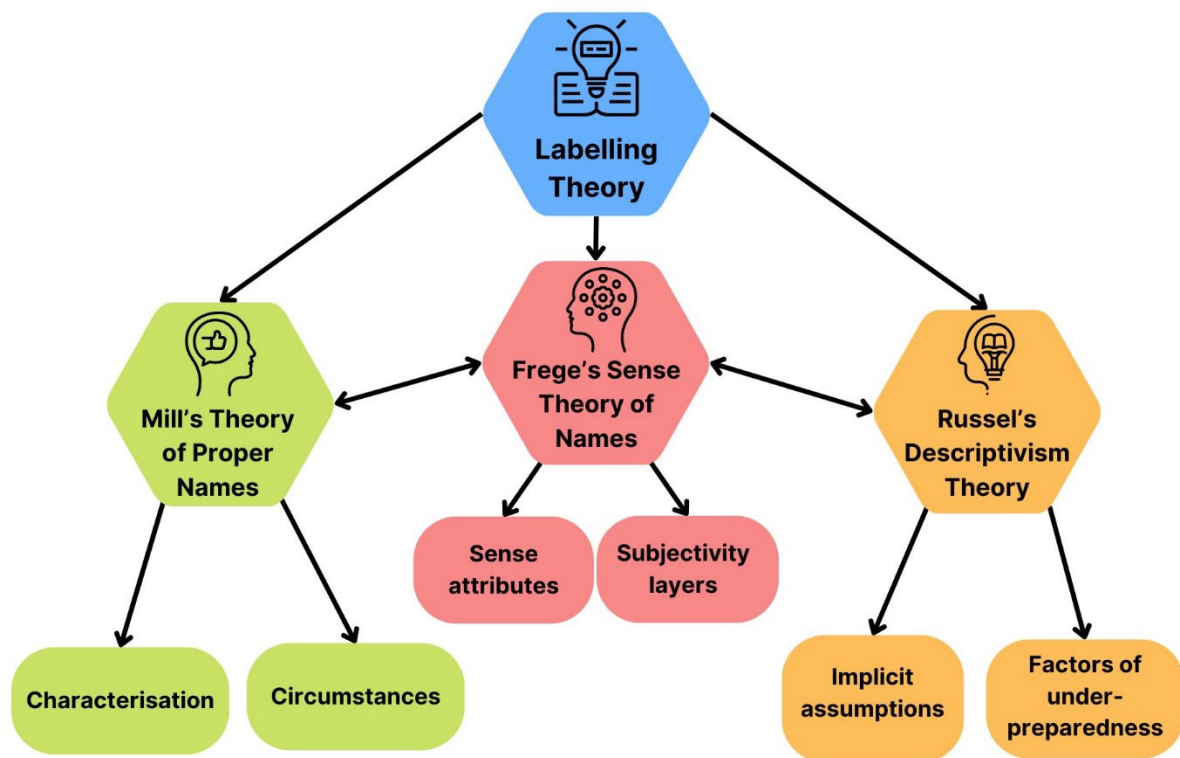 Labelling
Theory
Mill’s Theory
of Proper
Names
Frege’s Sense
Theory of
Names
Russel’s
Descriptivism
Theory
Characterisation
Circumstances
Sense
attributes
Subjectivity
layers
Implicit
assumptions
Factors of
under-
preparedness